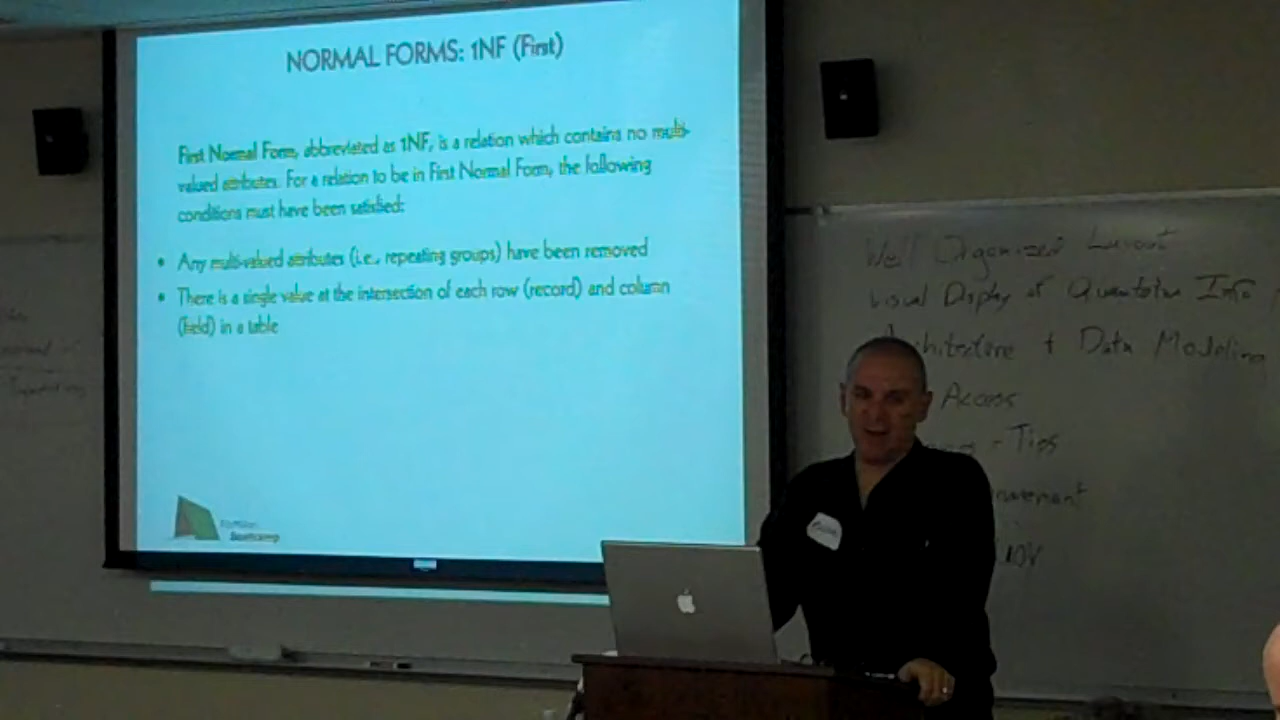 NORMAL FORMS: 1NF (First)
First Normal Form, abbreviated as 1NF, is a relation which contains no multi-
valued attributes. For a relation to be in First Normal Form, the following
conditions must have been satisfied:
• Any multi-valued attributes (i.e., repeating groups) have been removed
• There is a single value at the intersection of each row (record) and column
(field) in a table
Bootcamp
Well Organized Layout
Visual Display of Info
+ Data Modeling
Access
- Tips